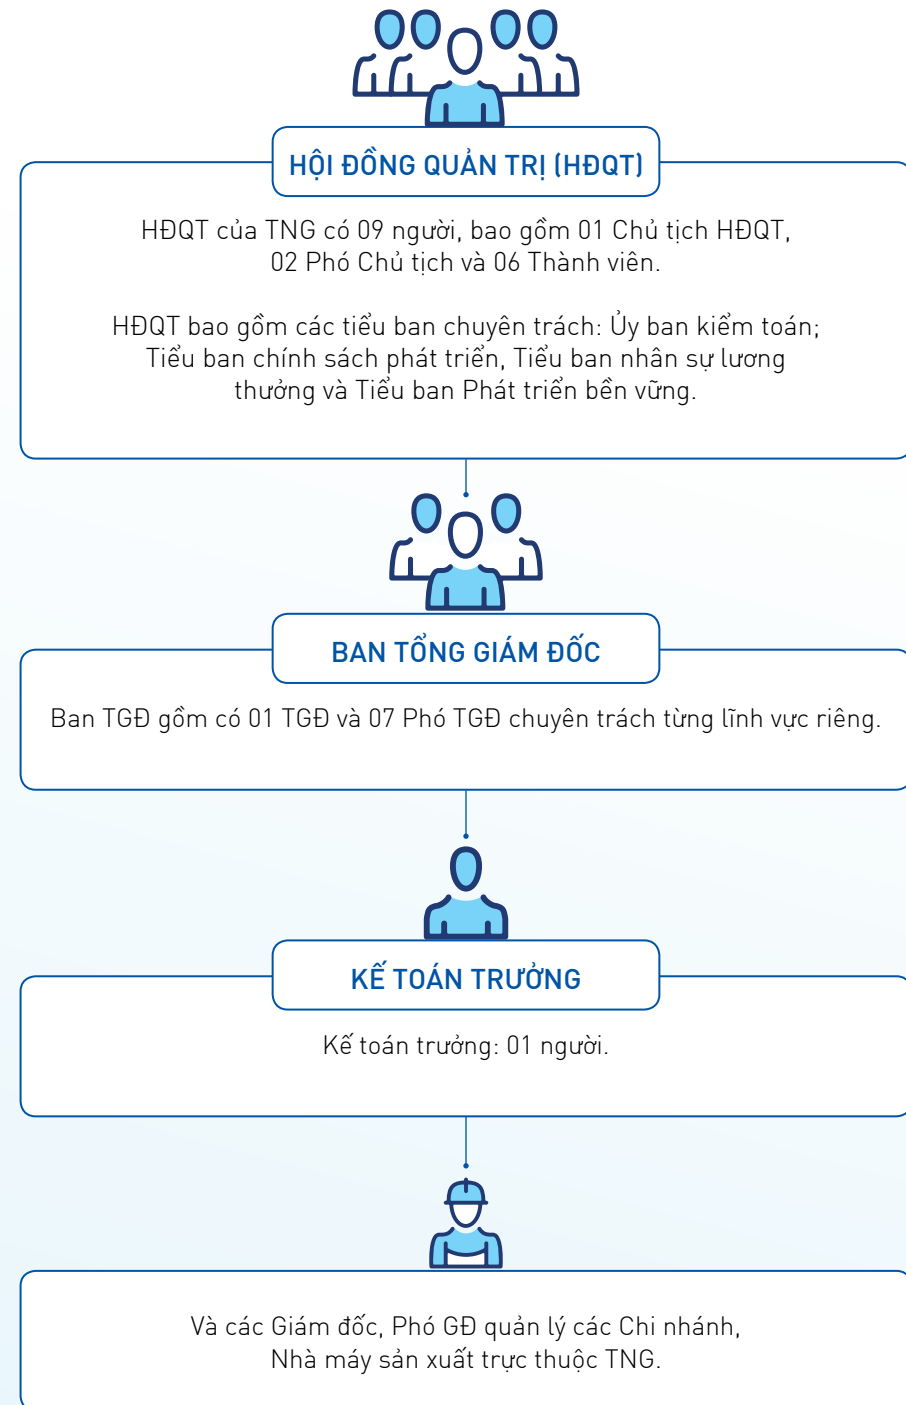 HỘI ĐỒNG QUẢN TRỊ (HĐQT)
HĐQT của TNG có 09 người, bao gồm 01 Chủ tịch HĐQT,
02 Phó Chủ tịch và 06 Thành viên.
HĐQT bao gồm các tiểu ban chuyên trách: Ủy ban kiểm toán;
Tiểu ban chính sách phát triển, Tiểu ban nhân sự lương
thưởng và Tiểu ban Phát triển bền vững.
BAN TỔNG GIÁM ĐỐC
Ban TGĐ gồm có 01 TGĐ và 07 Phó TGĐ chuyên trách từng lĩnh vực riêng.
KẾ TOÁN TRƯỞNG
Kế toán trưởng: 01 người.
Và các Giám đốc, Phó GĐ quản lý các Chi nhánh,
Nhà máy sản xuất trực thuộc TNG.